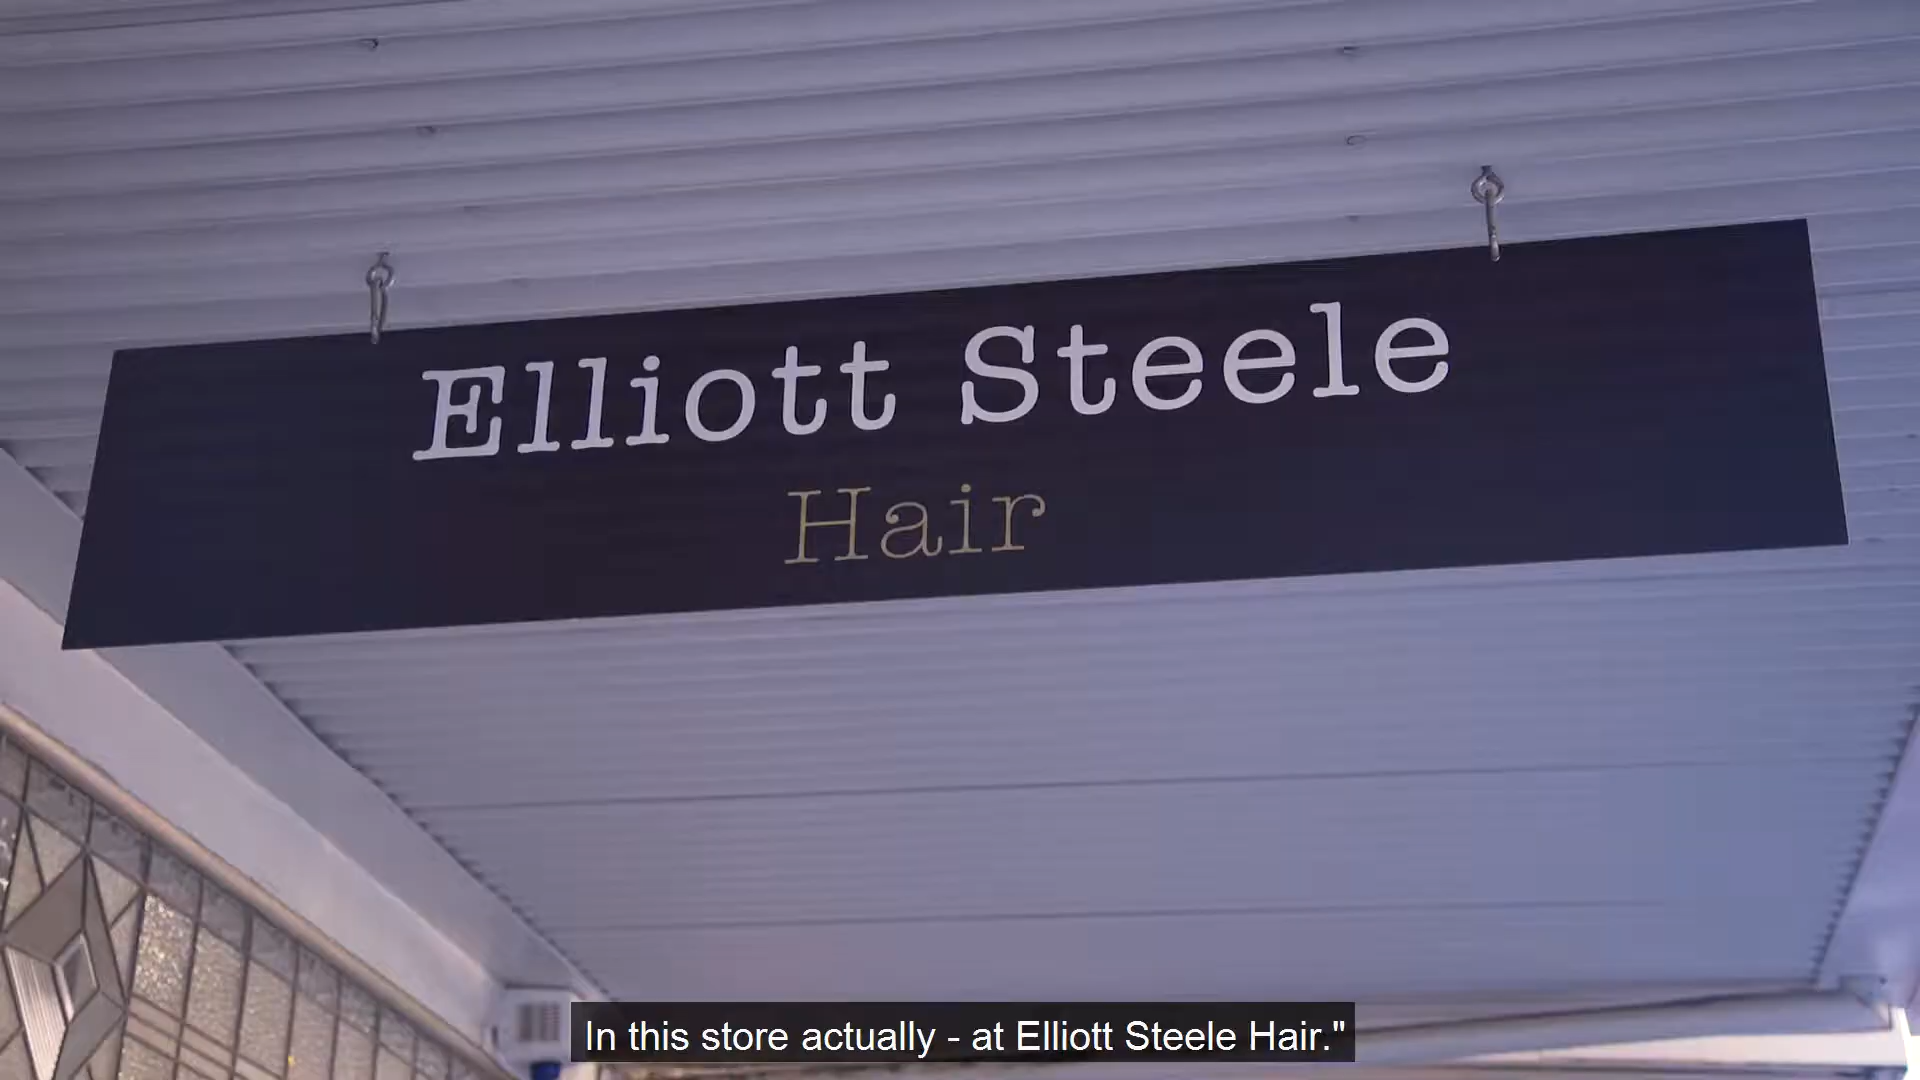 Elliott Steele
Hair
In this store actually - at Elliott Steele Hair."